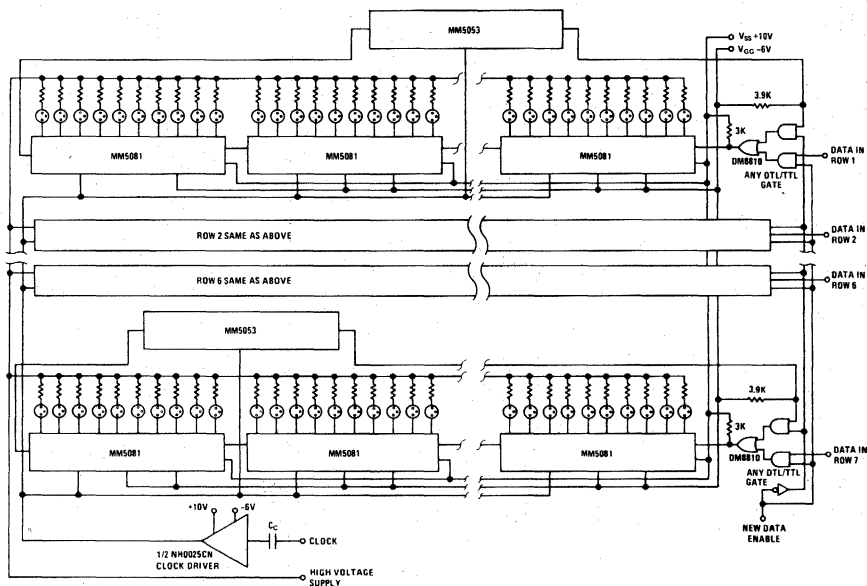 MM5053
VSS +10V
VGG -6V
3.9K
3K
MM5081
MM5081
MM5081
DM8810
ANY DTL/TTL
GATE
DATA IN
ROW 1
ROW 2 SAME AS ABOVE
DATA IN
ROW 2
ROW 6 SAME AS ABOVE
DATA IN
ROW 6
MM5053
3.9K
3K
MM5081
MM5081
MM5081
DM8810
ANY DTL/TTL
GATE
DATA IN
ROW 7
+10V
-6V
CC
CLOCK
1/2 NH0025CN
CLOCK DRIVER
HIGH VOLTAGE
SUPPLY
NEW DATA
ENABLE